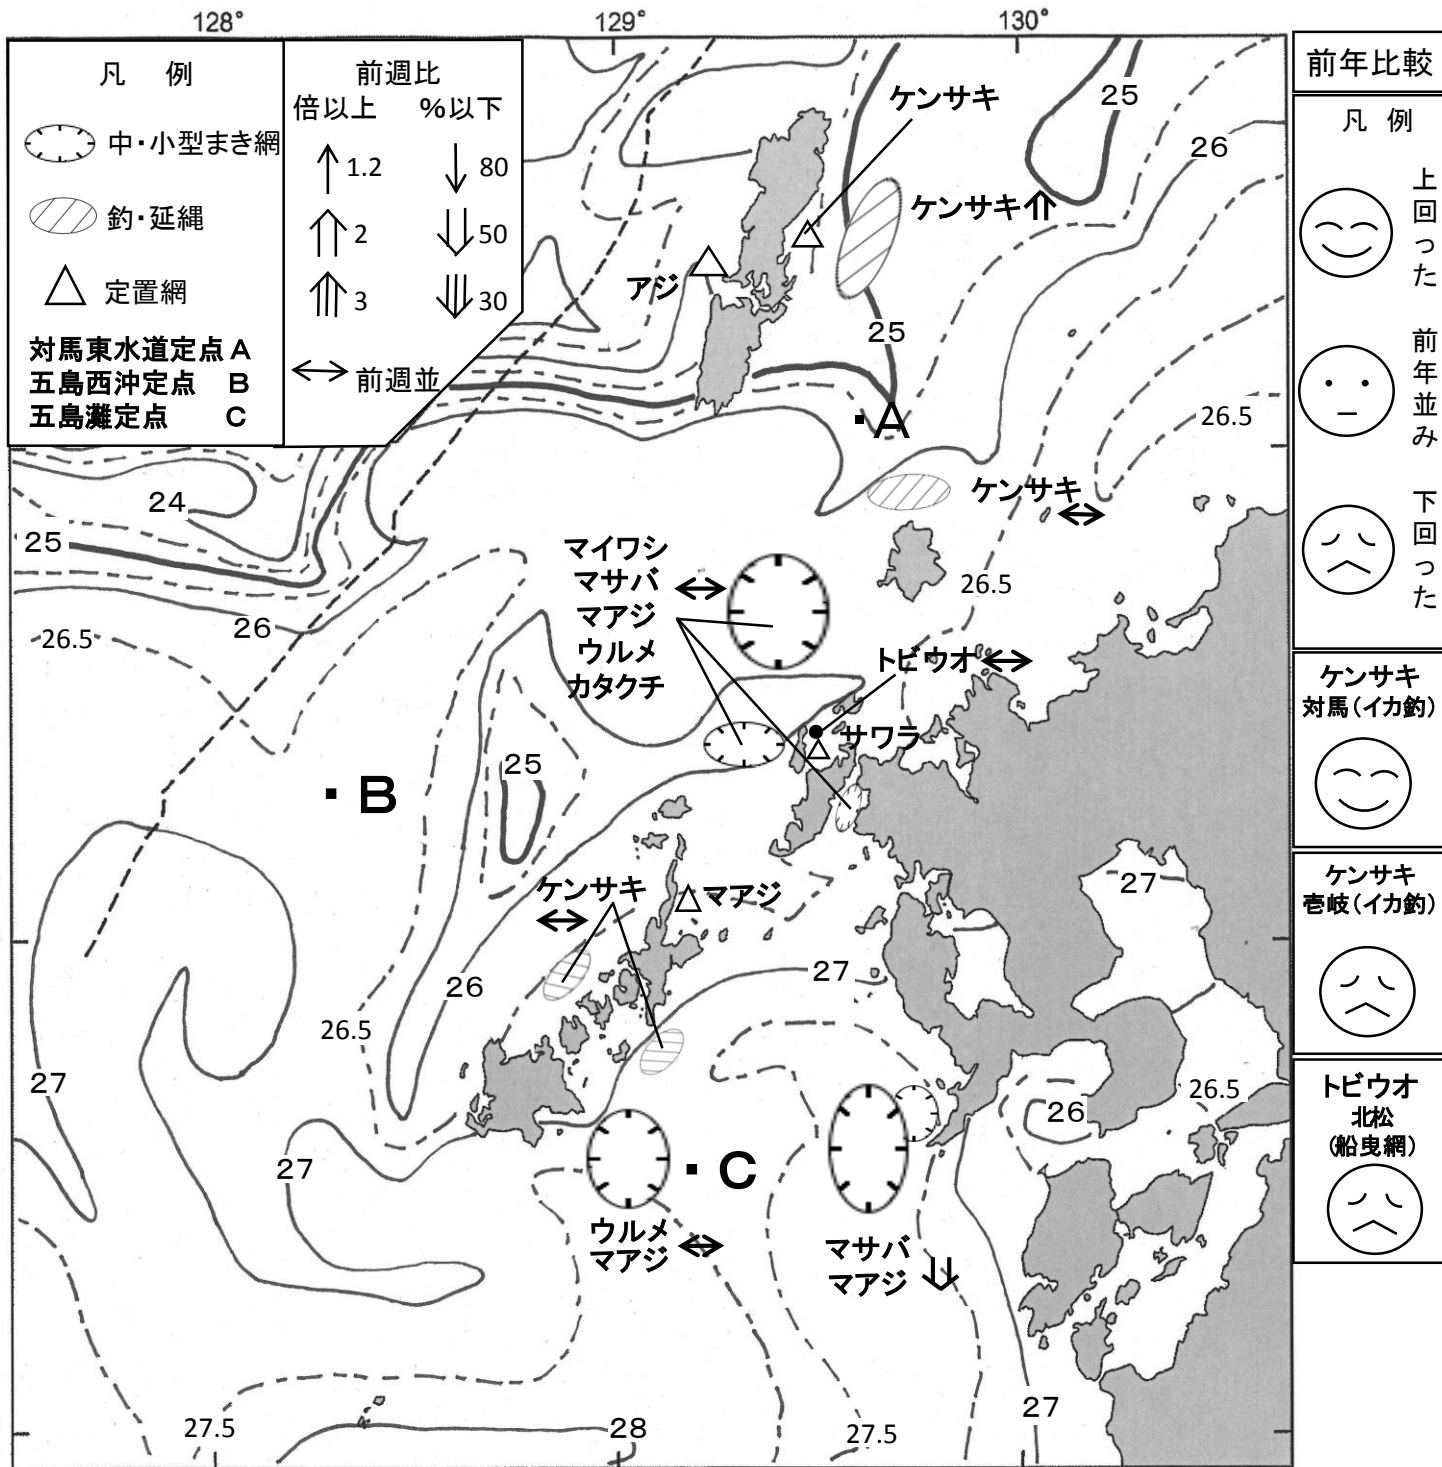 128°
129°
130°
凡 例
中・小型まき網
釣・延縄
定置網
対馬東水道定点 A
五島西沖定点 B
五島灘定点 C
前週比
倍以上 %以下
1.2 80
2 50
3 30
前週並
前年比較
凡 例
上回った
前年並み
下回った
ケンサキ
対馬(イカ釣)
ケンサキ
壱岐(イカ釣)
トビウオ
北松
(船曳網)
ケンサキ
25
26
ケンサキ
アジ
25
A
26.5
24
25
ケンサキ
マイワシ
マサバ
マアジ
ウルメ
カタクチ
26.5
26
26.5
トビウオ
サワラ
25
B
ケンサキ
マアジ
27
27
26
26.5
27
26.5
26
27
C
ウルメ
マアジ
マサバ
マアジ
27.5
28
27.5
27